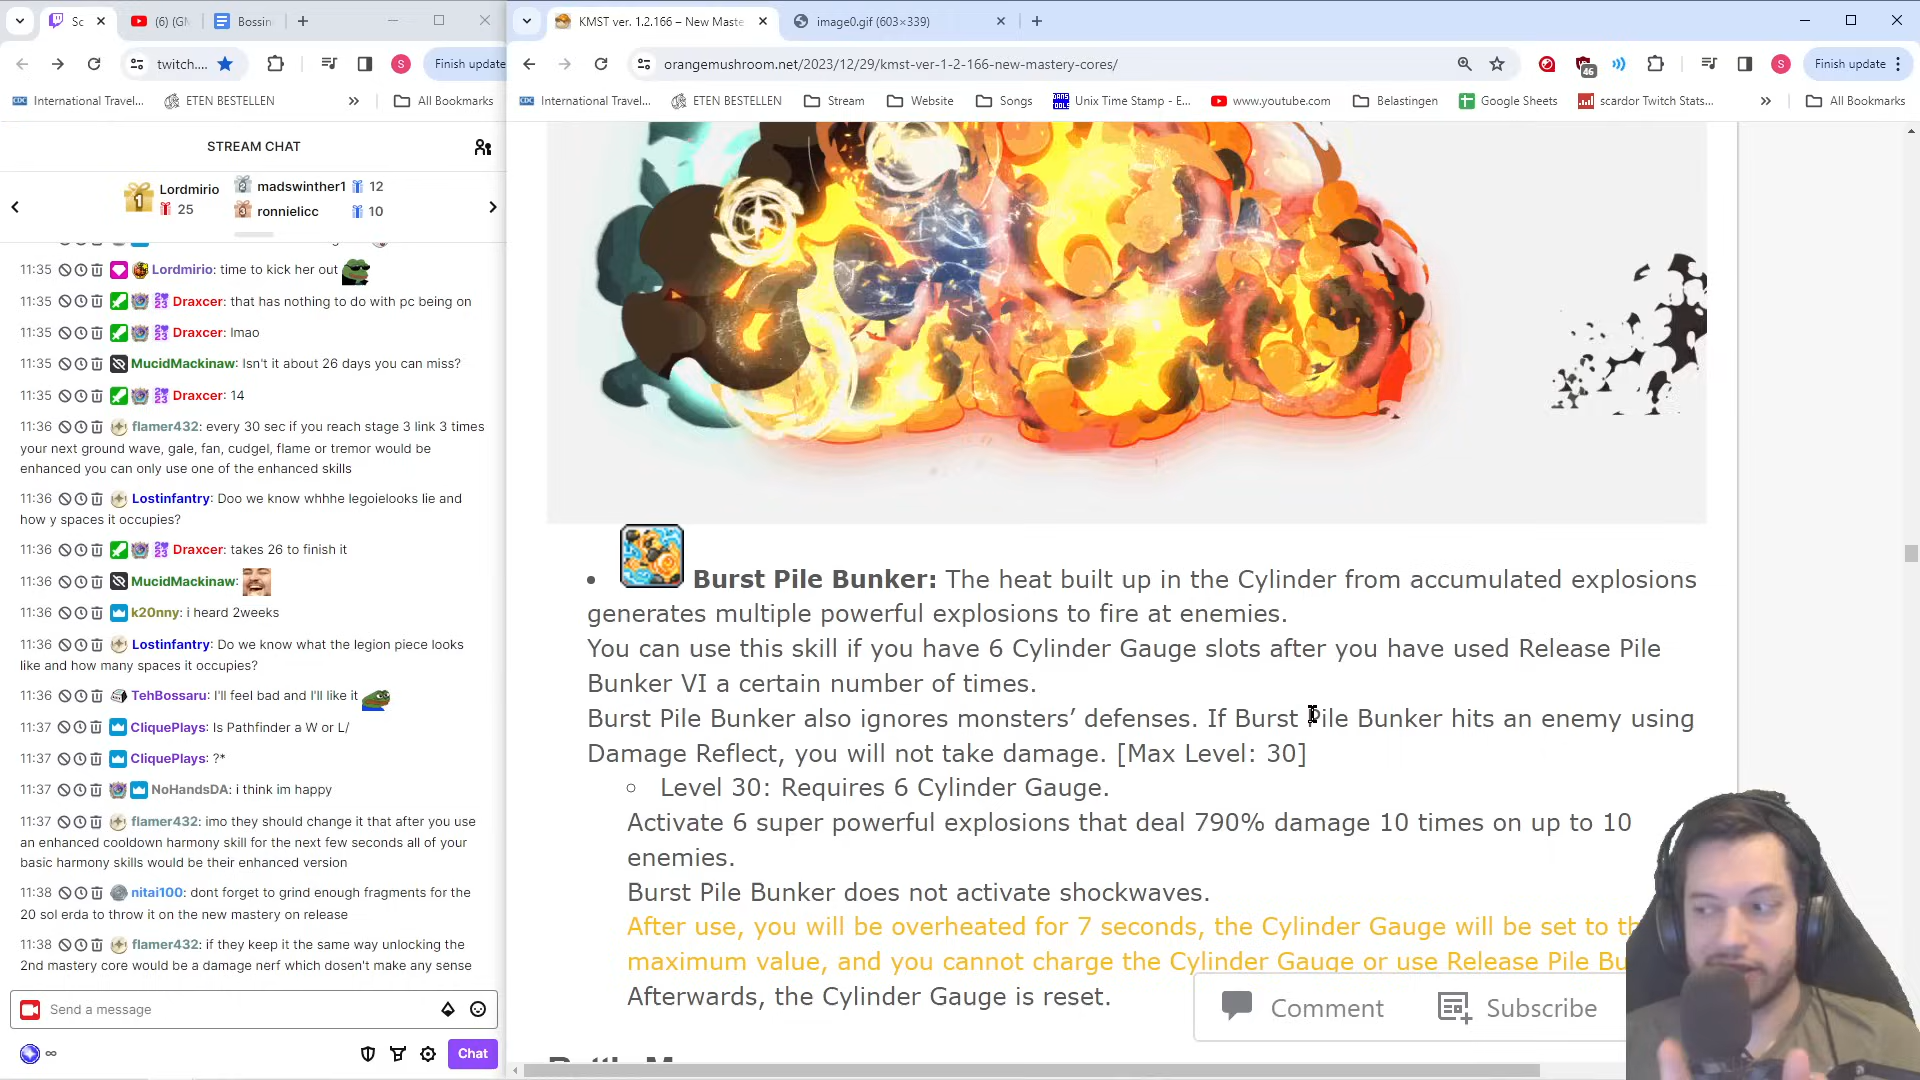 Sc
(6) (GM
Bossin
KMST ver. 1.2.166 – New Maste
image0.gif (603×339)
twitch....
S
Finish update
orangemushroom.net/2023/12/29/kmst-ver-1-2-166-new-mastery-cores/
46
S
Finish update
International Travel...
ETEN BESTELLEN
All Bookmarks
International Travel...
ETEN BESTELLEN
Stream
Website
Songs
Unix Time Stamp - E...
www.youtube.com
Belastingen
Google Sheets
scardor Twitch Stats...
All Bookmarks
STREAM CHAT
1 Lordmirio 25
2 madswinther1 12
3 ronnielicc 10
11:35 Lordmirio: time to kick her out
11:35 Draxcer: that has nothing to do with pc being on
11:35 Draxcer: lmao
11:35 MucidMackinaw: Isn't it about 26 days you can miss?
11:35 Draxcer: 14
11:36 flamer432: every 30 sec if you reach stage 3 link 3 times
your next ground wave, gale, fan, cudgel, flame or tremor would be
enhanced you can only use one of the enhanced skills
11:36 Lostinfantry: Doo we know whhhe legoielooks lie and
how y spaces it occupies?
11:36 Draxcer: takes 26 to finish it
11:36 MucidMackinaw:
11:36 k20nny: i heard 2weeks
11:36 Lostinfantry: Do we know what the legion piece looks
like and how many spaces it occupies?
11:36 TehBossaru: I'll feel bad and I'll like it
11:37 CliquePlays: Is Pathfinder a W or L/
11:37 CliquePlays: ?*
11:37 NoHandsDA: i think im happy
11:37 flamer432: imo they should change it that after you use
an enhanced cooldown harmony skill for the next few seconds all of your
basic harmony skills would be their enhanced version
11:38 nitai100: dont forget to grind enough fragments for the
20 sol erda to throw it on the new mastery on release
11:38 flamer432: if they keep it the same way unlocking the
2nd mastery core would be a damage nerf which dosen't make any sense
Send a message
∞
Chat
Burst Pile Bunker: The heat built up in the Cylinder from accumulated explosions
generates multiple powerful explosions to fire at enemies.
You can use this skill if you have 6 Cylinder Gauge slots after you have used Release Pile
Bunker VI a certain number of times.
Burst Pile Bunker also ignores monsters’ defenses. If Burst Pile Bunker hits an enemy using
Damage Reflect, you will not take damage. [Max Level: 30]
Level 30: Requires 6 Cylinder Gauge.
Activate 6 super powerful explosions that deal 790% damage 10 times on up to 10
enemies.
Burst Pile Bunker does not activate shockwaves.
After use, you will be overheated for 7 seconds, the Cylinder Gauge will be set to th
maximum value, and you cannot charge the Cylinder Gauge or use Release Pile Bu
Afterwards, the Cylinder Gauge is reset.
Comment
Subscribe